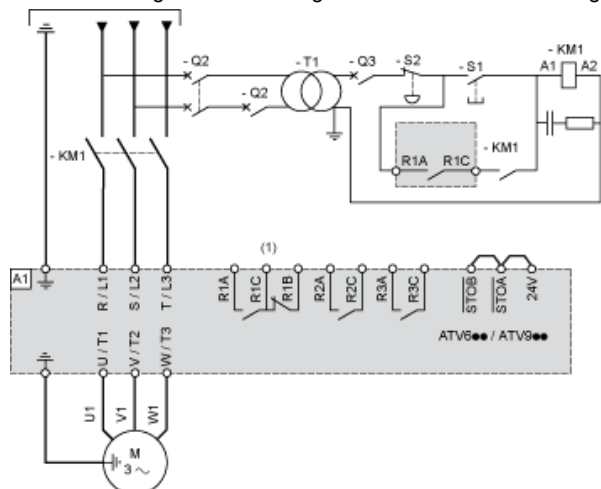 - Q2
- T1
- Q3
- S2
- S1
- KM1
A1 A2
- Q2
- KM1
R1A R1C
- KM1
(1)
A1
R / L1
S / L2
T / L3
R1A
R1C
R1B
R2A
R2C
R3A
R3C
STOB
STOA
24V
ATV6●● / ATV9●●
U / T1
V / T2
W / T3
U1
V1
W1
M
3 ~